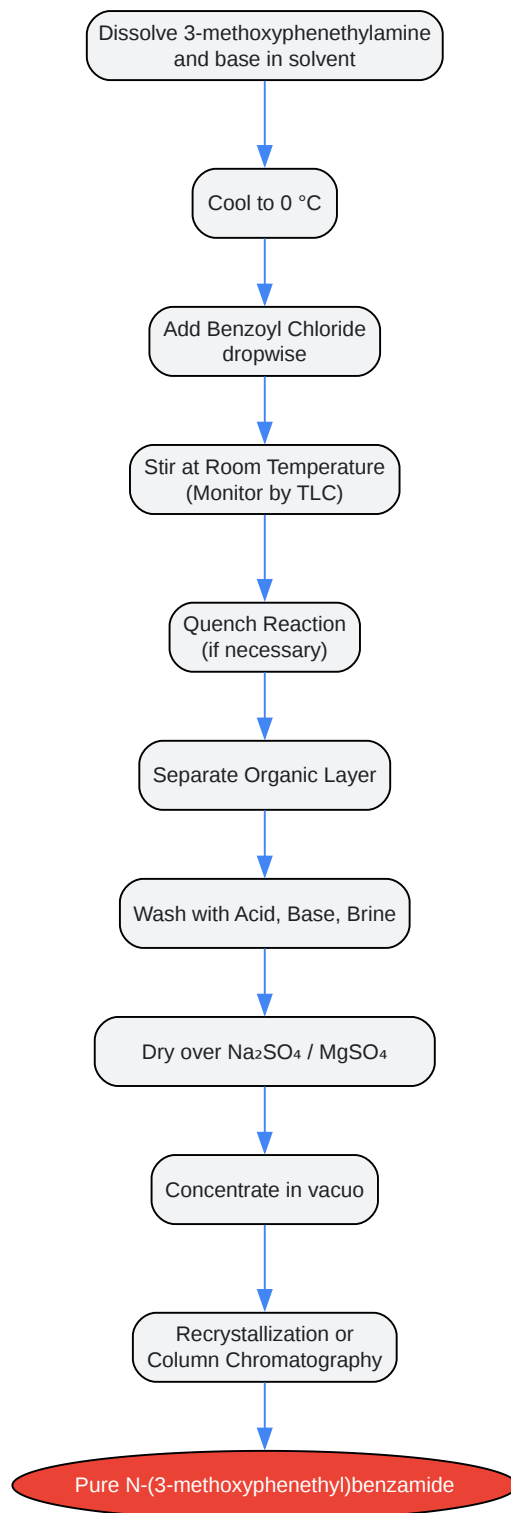 Dissolve 3-methoxyphenethylamine
and base in solvent
Cool to 0 °C
Add Benzoyl Chloride
dropwise
Stir at Room Temperature
(Monitor by TLC)
Quench Reaction
(if necessary)
Separate Organic Layer
Wash with Acid, Base, Brine
Dry over Na₂SO₄ / MgSO₄
Concentrate in vacuo
Recrystallization or
Column Chromatography
Pure N-(3-methoxyphenethyl)benzamide